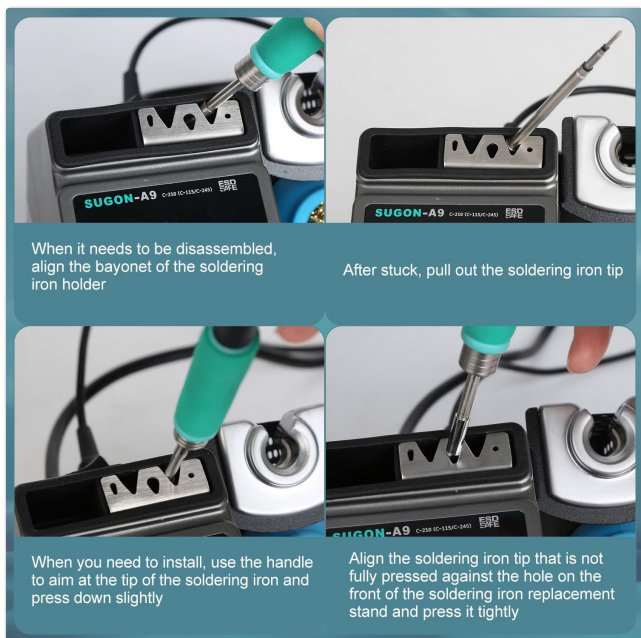 SUGON-A9 C-210 (C-115/C-245) ESD SAFE
SUGON-A9 C-210 (C-115/C-245) ESD SAFE
When it needs to be disassembled,
align the bayonet of the soldering
iron holder
After stuck, pull out the soldering iron tip
SUGON-A9 C-210 (C-115/C-245) ESD SAFE
When you need to install, use the handle
to aim at the tip of the soldering iron and
press down slightly
Align the soldering iron tip that is not
fully pressed against the hole on the
front of the soldering iron replacement
stand and press it tightly